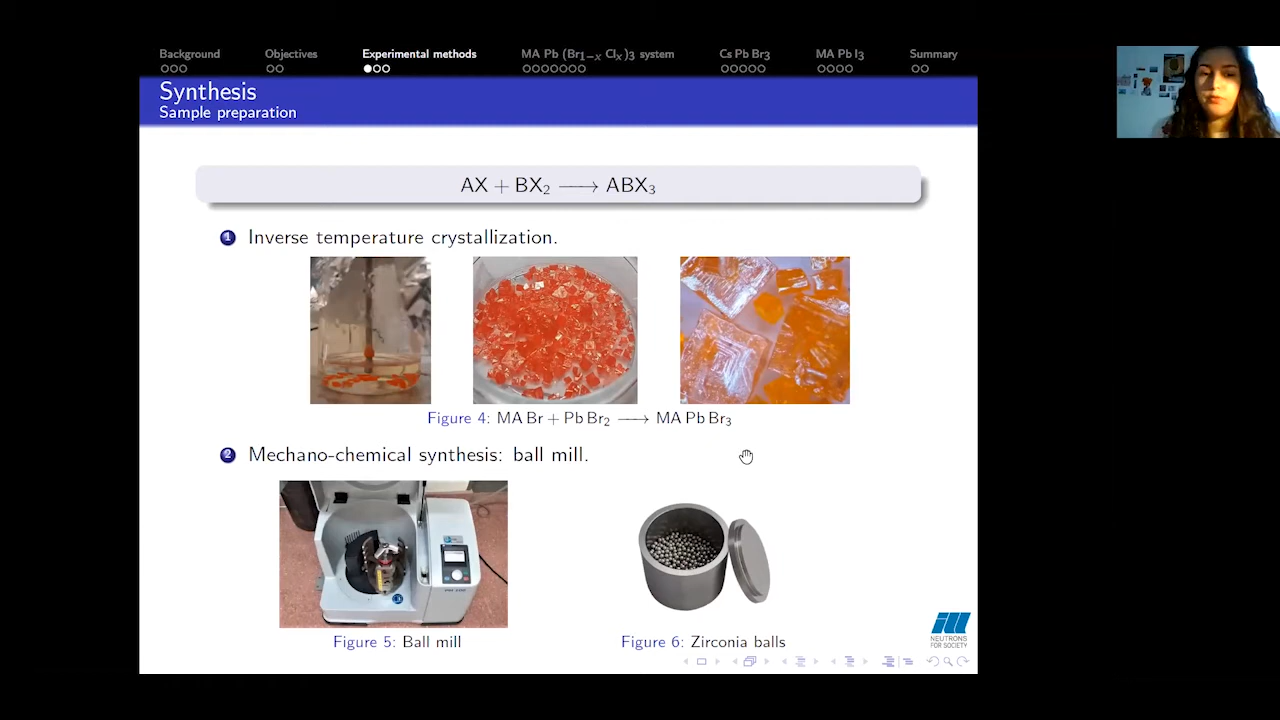 Background Objectives Experimental methods MA Pb (Br₁₋ₓ Clₓ)₃ system Cs Pb Br₃ MA Pb I₃ Summary
Synthesis
Sample preparation
AX + BX₂ ⟶ ABX₃
1 Inverse temperature crystallization.
Figure 4: MA Br + Pb Br₂ ⟶ MA Pb Br₃
2 Mechano-chemical synthesis: ball mill.
Figure 5: Ball mill
Figure 6: Zirconia balls
ill
NEUTRONS
FOR SOCIETY